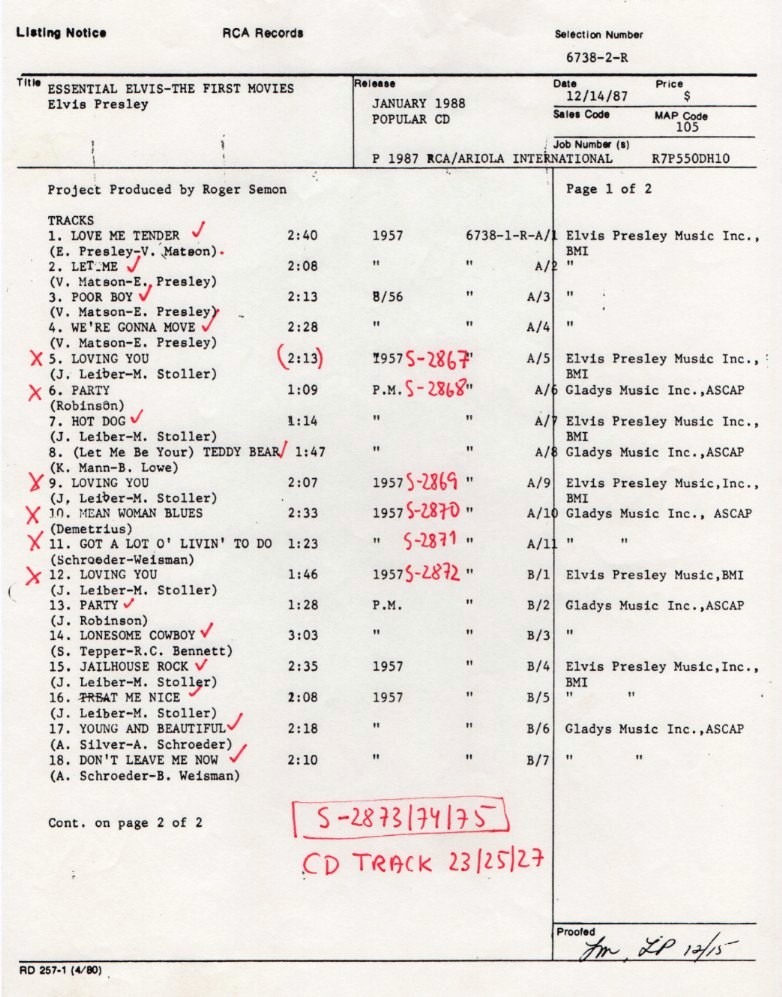 Listing Notice RCA Records Selection Number
6738-2-R
Title ESSENTIAL ELVIS-THE FIRST MOVIES Release Date Price
Elvis Presley JANUARY 1988 12/14/87 $
POPULAR CD Sales Code MAP Code
105
Job Number (s)
P 1987 RCA/ARIOLA INTERNATIONAL R7P550DH10
Project Produced by Roger Semon Page 1 of 2
TRACKS
1. LOVE ME TENDER ✓ 2:40 1957 6738-1-R-A/1 Elvis Presley Music Inc.,
(E. Presley-V. Matson). BMI
2. LET ME ✓ 2:08 " " A/2 "
(V. Matson-E. Presley)
3. POOR BOY ✓ 2:13 8/56 " A/3 "
(V. Matson-E. Presley)
4. WE'RE GONNA MOVE ✓ 2:28 " " A/4 "
(V. Matson-E. Presley)
X 5. LOVING YOU (2:13) 1957 S-2867 " A/5 Elvis Presley Music Inc.,
(J. Leiber-M. Stoller) BMI
X 6. PARTY 1:09 P.M. S-2868 " A/6 Gladys Music Inc.,ASCAP
(Robinson)
7. HOT DOG ✓ 1:14 " " A/7 Elvis Presley Music Inc.,
(J. Leiber-M. Stoller) BMI
8. (Let Me Be Your) TEDDY BEAR ✓ 1:47 " " A/8 Gladys Music Inc.,ASCAP
(K. Mann-B. Lowe)
X 9. LOVING YOU 2:07 1957 S-2869 " A/9 Elvis Presley Music,Inc.,
(J, Leiber-M. Stoller) BMI
X 10. MEAN WOMAN BLUES 2:33 1957 S-2870 " A/10 Gladys Music Inc., ASCAP
(Demetrius)
X 11. GOT A LOT O' LIVIN' TO DO 1:23 " S-2871 " A/11 " "
(Schroeder-Weisman)
X 12. LOVING YOU 1:46 1957 S-2872 " B/1 Elvis Presley Music,BMI
(J. Leiber-M. Stoller)
13. PARTY ✓ 1:28 P.M. " B/2 Gladys Music Inc.,ASCAP
(J. Robinson)
14. LONESOME COWBOY ✓ 3:03 " " B/3 "
(S. Tepper-R.C. Bennett)
15. JAILHOUSE ROCK ✓ 2:35 1957 " B/4 Elvis Presley Music,Inc.,
(J. Leiber-M. Stoller) BMI
16. TREAT ME NICE ✓ 2:08 1957 " B/5 " "
(J. Leiber-M. Stoller)
17. YOUNG AND BEAUTIFUL ✓ 2:18 " " B/6 Gladys Music Inc.,ASCAP
(A. Silver-A. Schroeder)
18. DON'T LEAVE ME NOW ✓ 2:10 " " B/7 " "
(A. Schroeder-B. Weisman)
Cont. on page 2 of 2 S-2873/74/75
CD TRACK 23/25/27
Proofed
12/15
RD 257-1 (4/80)